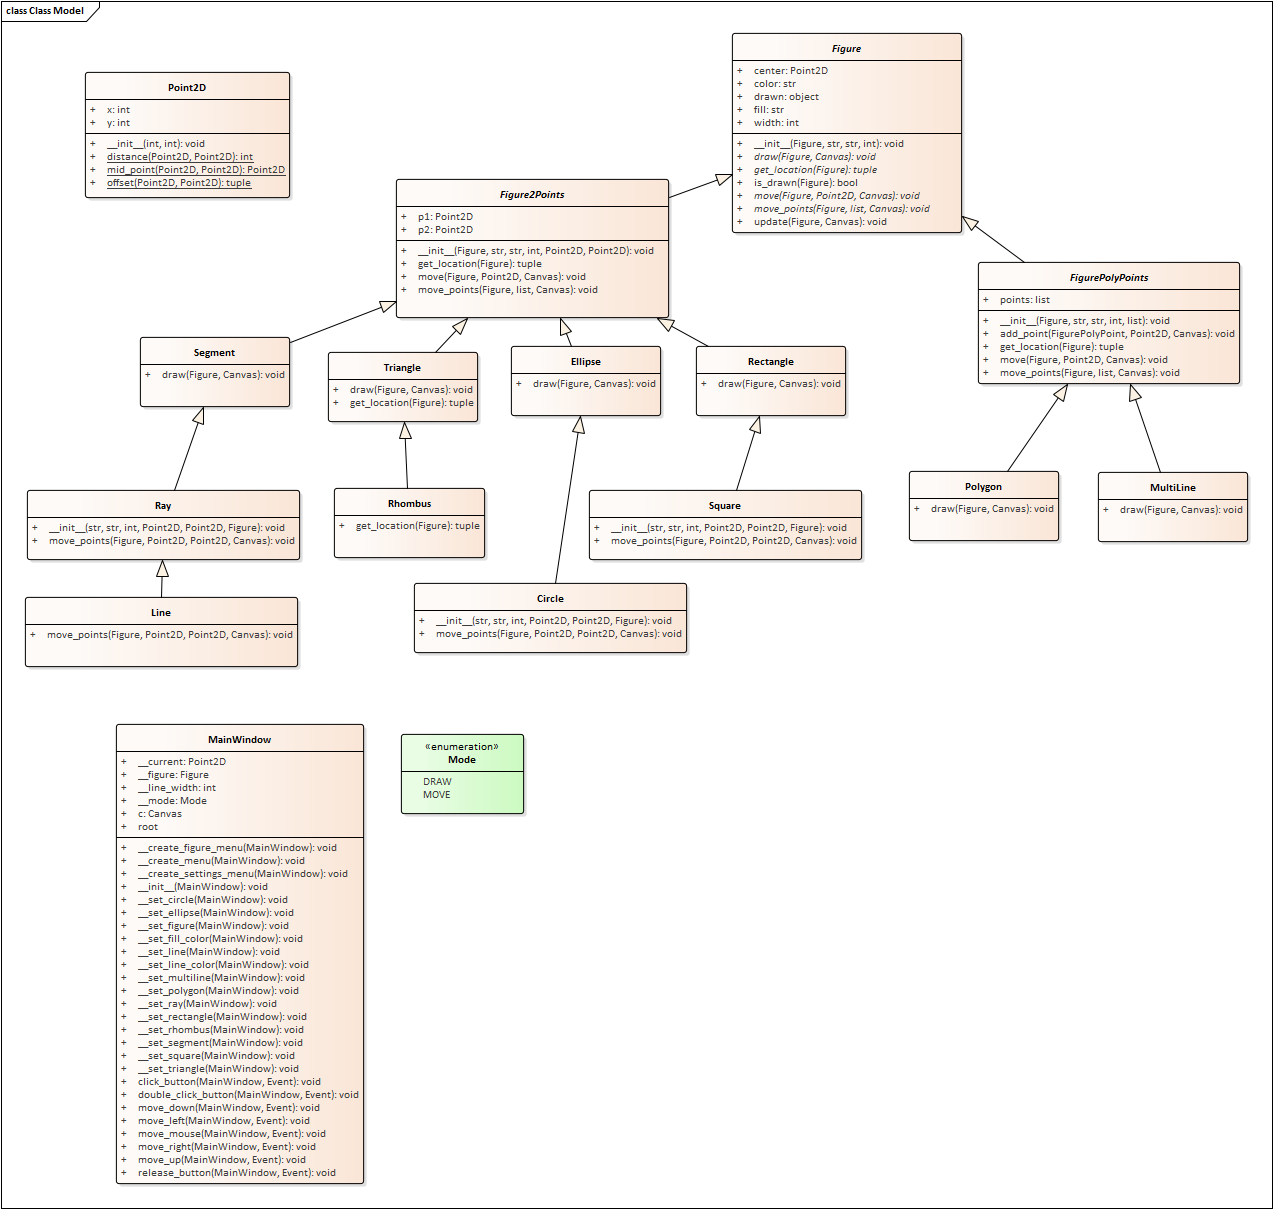 class Class Model
Figure
+ center: Point2D
+ color: str
+ drawn: object
+ fill: str
+ width: int
+ __init__(Figure, str, str, int): void
+ draw(Figure, Canvas): void
+ get_location(Figure): tuple
+ is_drawn(Figure): bool
+ move(Figure, Point2D, Canvas): void
+ move_points(Figure, list, Canvas): void
+ update(Figure, Canvas): void
Point2D
+ x: int
+ y: int
+ __init__(int, int): void
+ distance(Point2D, Point2D): int
+ mid_point(Point2D, Point2D): Point2D
+ offset(Point2D, Point2D): tuple
Figure2Points
+ p1: Point2D
+ p2: Point2D
+ __init__(Figure, str, str, int, Point2D, Point2D): void
+ get_location(Figure): tuple
+ move(Figure, Point2D, Canvas): void
+ move_points(Figure, list, Canvas): void
FigurePolyPoints
+ points: list
+ __init__(Figure, str, str, int, list): void
+ add_point(FigurePolyPoint, Point2D, Canvas): void
+ get_location(Figure): tuple
+ move(Figure, Point2D, Canvas): void
+ move_points(Figure, list, Canvas): void
Segment
+ draw(Figure, Canvas): void
Triangle
+ draw(Figure, Canvas): void
+ get_location(Figure): tuple
Ellipse
+ draw(Figure, Canvas): void
Rectangle
+ draw(Figure, Canvas): void
Polygon
+ draw(Figure, Canvas): void
MultiLine
+ draw(Figure, Canvas): void
Ray
+ __init__(str, str, int, Point2D, Point2D, Figure): void
+ move_points(Figure, Point2D, Point2D, Canvas): void
Rhombus
+ get_location(Figure): tuple
Square
+ __init__(str, str, int, Point2D, Point2D, Figure): void
+ move_points(Figure, Point2D, Point2D, Canvas): void
Line
+ move_points(Figure, Point2D, Point2D, Canvas): void
Circle
+ __init__(str, str, int, Point2D, Point2D, Figure): void
+ move_points(Figure, Point2D, Point2D, Canvas): void
MainWindow
+ __current: Point2D
+ __figure: Figure
+ __line_width: int
+ __mode: Mode
+ c: Canvas
+ root
+ __create_figure_menu(MainWindow): void
+ __create_menu(MainWindow): void
+ __create_settings_menu(MainWindow): void
+ __init__(MainWindow): void
+ __set_circle(MainWindow): void
+ __set_ellipse(MainWindow): void
+ __set_figure(MainWindow): void
+ __set_fill_color(MainWindow): void
+ __set_line(MainWindow): void
+ __set_line_color(MainWindow): void
+ __set_multiline(MainWindow): void
+ __set_polygon(MainWindow): void
+ __set_ray(MainWindow): void
+ __set_rectangle(MainWindow): void
+ __set_rhombus(MainWindow): void
+ __set_segment(MainWindow): void
+ __set_square(MainWindow): void
+ __set_triangle(MainWindow): void
+ click_button(MainWindow, Event): void
+ double_click_button(MainWindow, Event): void
+ move_down(MainWindow, Event): void
+ move_left(MainWindow, Event): void
+ move_mouse(MainWindow, Event): void
+ move_right(MainWindow, Event): void
+ move_up(MainWindow, Event): void
+ release_button(MainWindow, Event): void
«enumeration»
Mode
DRAW
MOVE